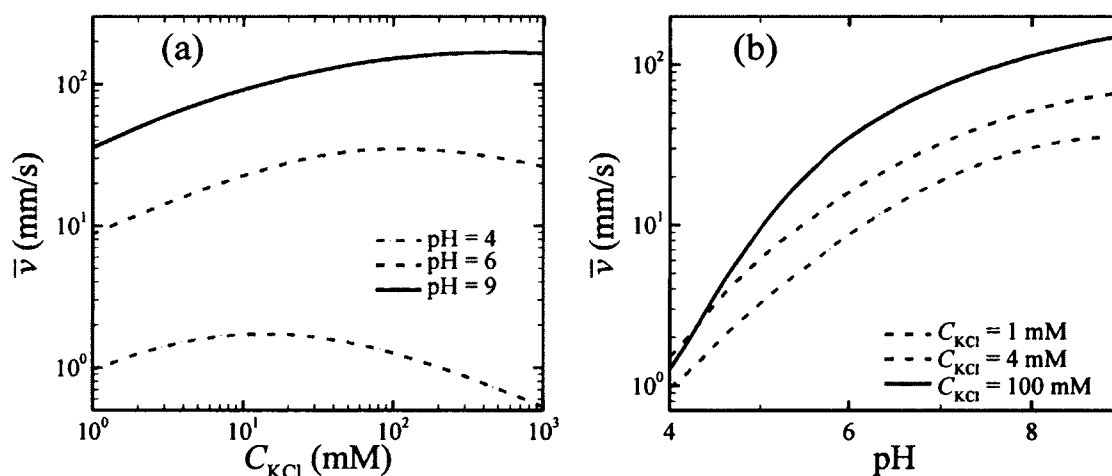 (a)
10²
10¹
10⁰
v̄ (mm/s)
pH = 4
pH = 6
pH = 9
10⁰ 10¹ 10² 10³
C_KCl (mM)
(b)
10²
10¹
10⁰
v̄ (mm/s)
C_KCl = 1 mM
C_KCl = 4 mM
C_KCl = 100 mM
4 6 8
pH